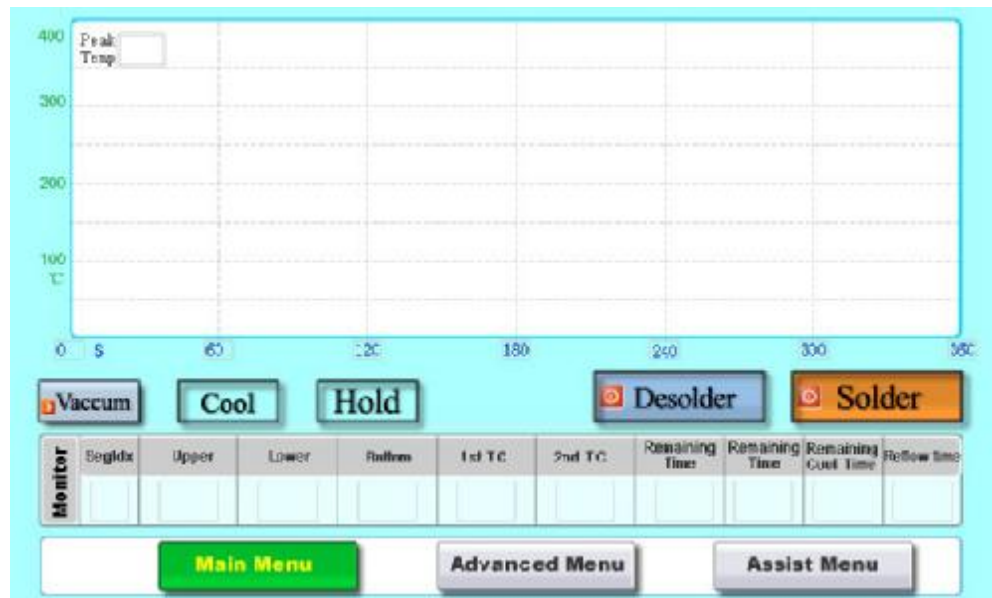 400
Peak
Temp
300
200
100
℃
0 S 60 120 180 240 300 360
Vaccum Cool Hold Desolder Solder
Monitor
SegIdx Upper Lower Bottom 1st TC 2nd TC Remaining Time Remaining Time Remaining Cool Time Reflow time
Main Menu Advanced Menu Assist Menu